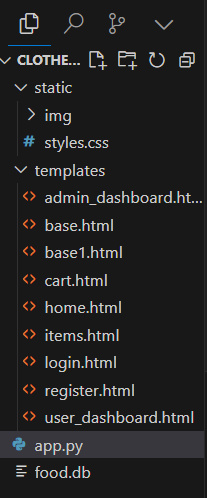 CLOTHE...
static
img
# styles.css
templates
<> admin_dashboard.ht...
<> base.html
<> base1.html
<> cart.html
<> home.html
<> items.html
<> login.html
<> register.html
<> user_dashboard.html
app.py
food.db